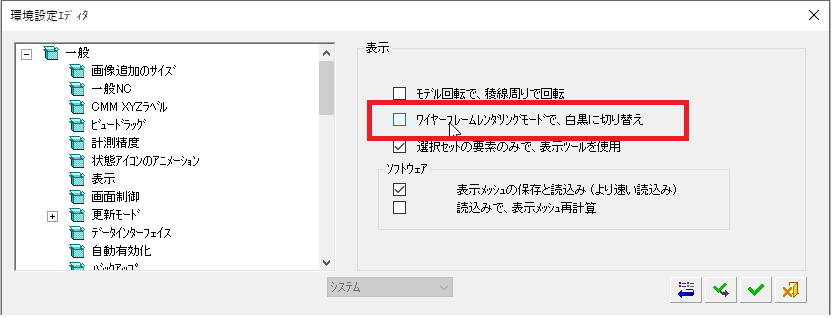 環境設定ｴﾃﾞｨﾀ
一般
画像追加のｻｲｽﾞ
一般NC
CMM XYZﾗﾍﾞﾙ
ﾋﾞｭｰﾄﾞﾗｯｸﾞ
計測精度
状態ｱｲｺﾝのｱﾆﾒｰｼｮﾝ
表示
画面制御
更新ﾓｰﾄﾞ
ﾃﾞｰﾀｲﾝﾀｰﾌｪｲｽ
自動有効化
ﾊﾞｯｸｱｯﾌﾟ
表示
ﾓﾃﾞﾙ回転で、稜線周りで回転
ﾜｲﾔｰﾌﾚｰﾑﾚﾝﾀﾞﾘﾝｸﾞﾓｰﾄﾞで、白黒に切り替え
選択ｾｯﾄの要素のみで、表示ﾂｰﾙを使用
ｿﾌﾄｳｪｱ
表示ﾒｯｼｭの保存と読込み (より速い読込み)
読込みで、表示ﾒｯｼｭ再計算
ｼｽﾃﾑ